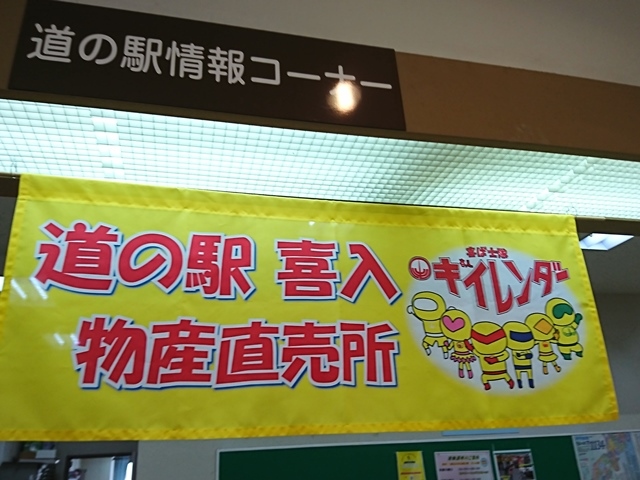 道の駅情報コーナー
道の駅 喜入
物産直売所
キイレンダー